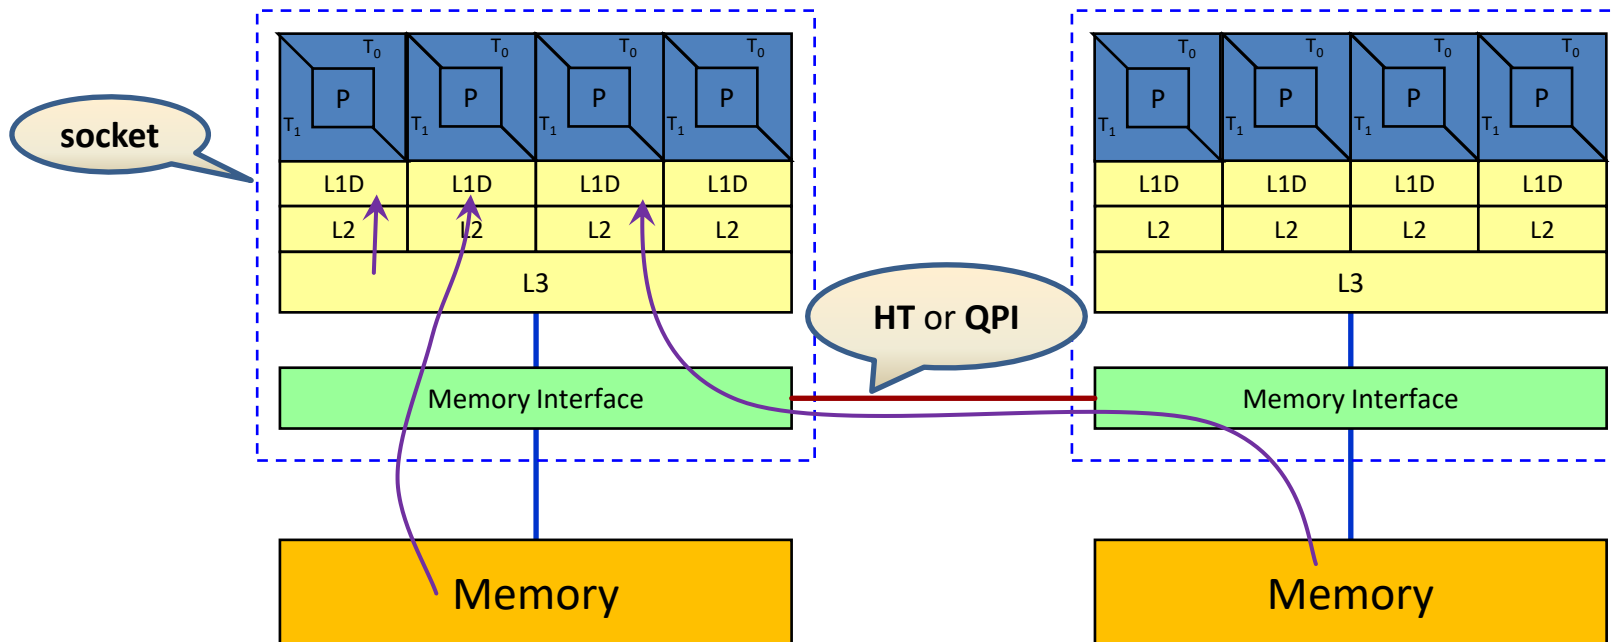 T0 T0 T0 T0 T0 T0 T0 T0
P P P P P P P P
T1 T1 T1 T1 T1 T1 T1 T1
socket
L1D L1D L1D L1D L1D L1D L1D L1D
L2 L2 L2 L2 L2 L2 L2 L2
L3 L3
HT or QPI
Memory Interface Memory Interface
Memory Memory